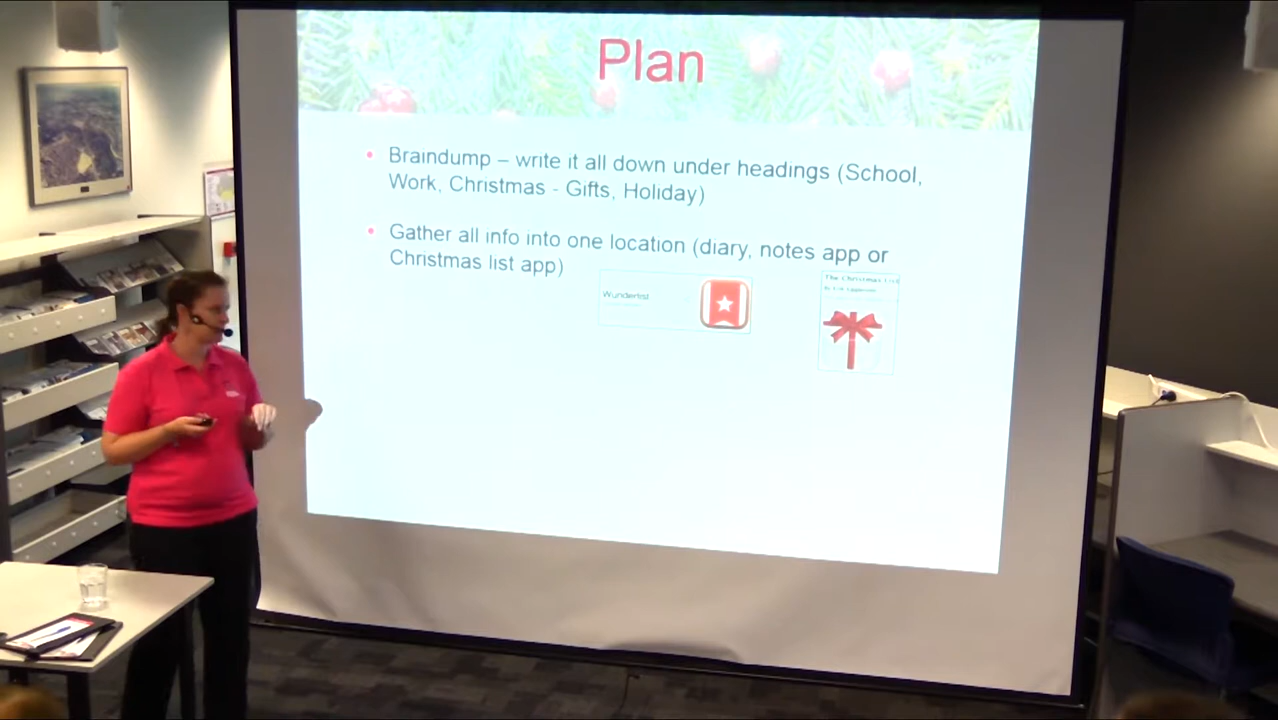 Plan
• Braindump – write it all down under headings (School,
Work, Christmas - Gifts, Holiday)
• Gather all info into one location (diary, notes app or
Christmas list app)
Wunderlist
The Christmas List